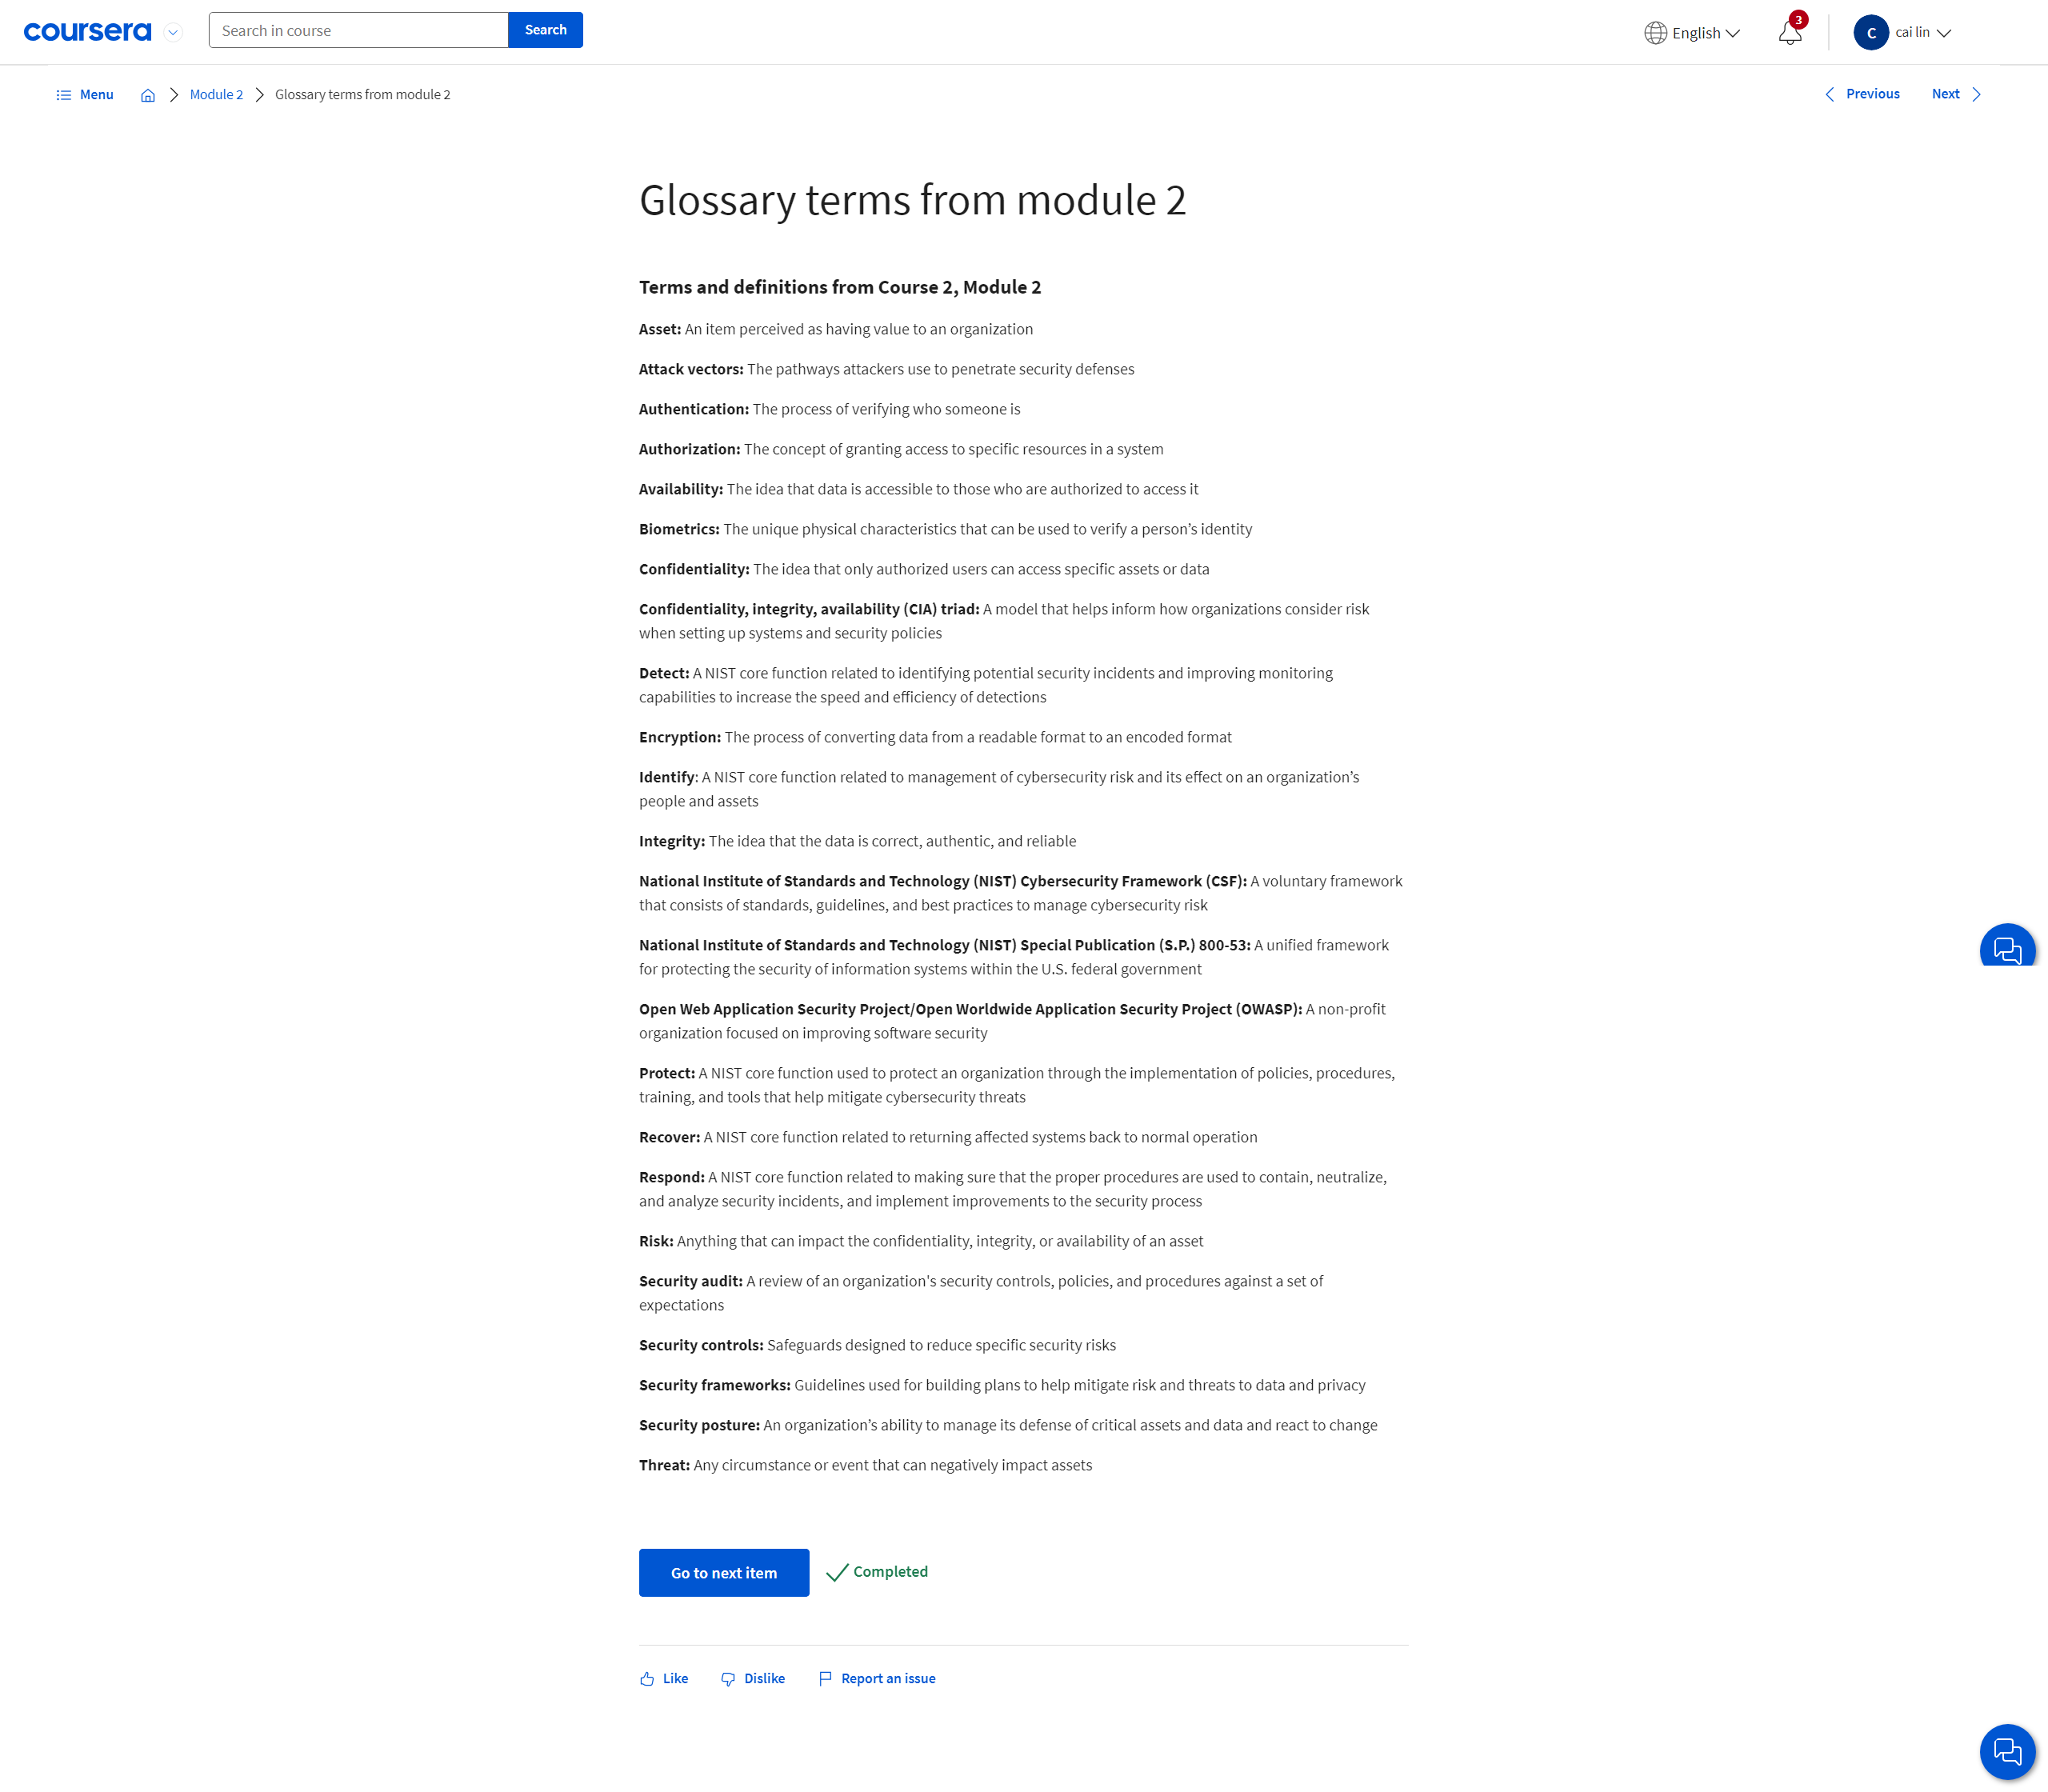 coursera
Search in course
Search
English
3
C
cai lin
Menu
Module 2
Glossary terms from module 2
Previous
Next
Glossary terms from module 2
Terms and definitions from Course 2, Module 2
Asset: An item perceived as having value to an organization
Attack vectors: The pathways attackers use to penetrate security defenses
Authentication: The process of verifying who someone is
Authorization: The concept of granting access to specific resources in a system
Availability: The idea that data is accessible to those who are authorized to access it
Biometrics: The unique physical characteristics that can be used to verify a person’s identity
Confidentiality: The idea that only authorized users can access specific assets or data
Confidentiality, integrity, availability (CIA) triad: A model that helps inform how organizations consider risk
when setting up systems and security policies
Detect: A NIST core function related to identifying potential security incidents and improving monitoring
capabilities to increase the speed and efficiency of detections
Encryption: The process of converting data from a readable format to an encoded format
Identify: A NIST core function related to management of cybersecurity risk and its effect on an organization’s
people and assets
Integrity: The idea that the data is correct, authentic, and reliable
National Institute of Standards and Technology (NIST) Cybersecurity Framework (CSF): A voluntary framework
that consists of standards, guidelines, and best practices to manage cybersecurity risk
National Institute of Standards and Technology (NIST) Special Publication (S.P.) 800-53: A unified framework
for protecting the security of information systems within the U.S. federal government
Open Web Application Security Project/Open Worldwide Application Security Project (OWASP): A non-profit
organization focused on improving software security
Protect: A NIST core function used to protect an organization through the implementation of policies, procedures,
training, and tools that help mitigate cybersecurity threats
Recover: A NIST core function related to returning affected systems back to normal operation
Respond: A NIST core function related to making sure that the proper procedures are used to contain, neutralize,
and analyze security incidents, and implement improvements to the security process
Risk: Anything that can impact the confidentiality, integrity, or availability of an asset
Security audit: A review of an organization's security controls, policies, and procedures against a set of
expectations
Security controls: Safeguards designed to reduce specific security risks
Security frameworks: Guidelines used for building plans to help mitigate risk and threats to data and privacy
Security posture: An organization’s ability to manage its defense of critical assets and data and react to change
Threat: Any circumstance or event that can negatively impact assets
Go to next item
Completed
Like
Dislike
Report an issue